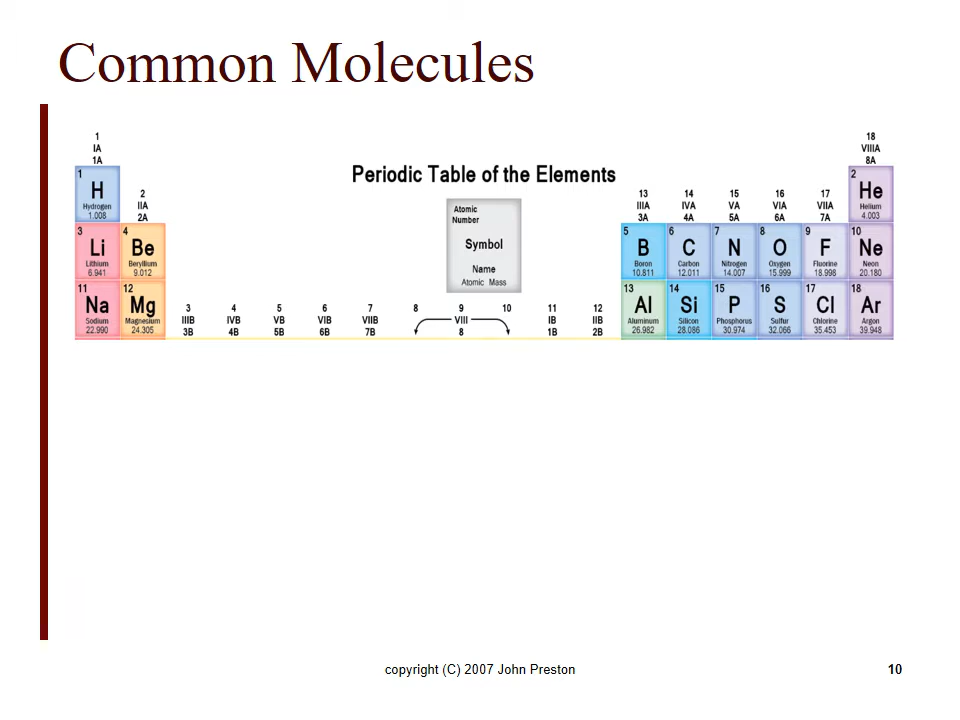 Common Molecules
1 18
IA VIIIA
1A 8A
1 2
H Periodic Table of the Elements He
Hydrogen Helium
1.008 4.003
2 13 14 15 16 17
IIA IIIA IVA VA VIA VIIA
2A 3A 4A 5A 6A 7A
Atomic
Number
Symbol
Name
Atomic Mass
3 4 5 6 7 8 9 10
Li Be B C N O F Ne
Lithium Beryllium Boron Carbon Nitrogen Oxygen Fluorine Neon
6.941 9.012 10.811 12.011 14.007 15.999 18.998 20.180
11 12 13 14 15 16 17 18
Na Mg Al Si P S Cl Ar
Sodium Magnesium Aluminum Silicon Phosphorus Sulfur Chlorine Argon
22.990 24.305 26.982 28.086 30.974 32.066 35.453 39.948
3 4 5 6 7 8 9 10 11 12
IIIB IVB VB VIB VIIB VIII IB IIB
3B 4B 5B 6B 7B 8 1B 2B
copyright (C) 2007 John Preston 10